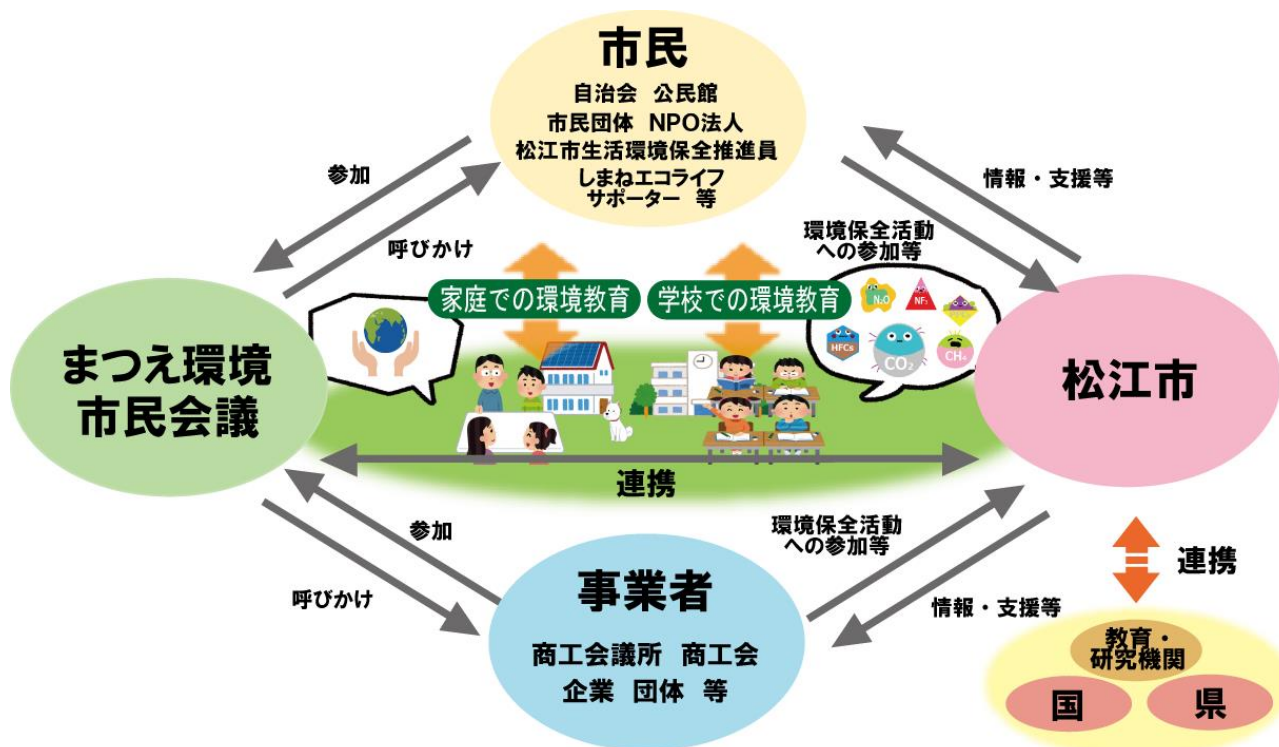 市民
自治会 公民館
市民団体 NPO法人
松江市生活環境保全推進員
しまねエコライフ
サポーター 等
参加
呼びかけ
情報・支援等
環境保全活動
への参加等
家庭での環境教育
学校での環境教育
N₂O
NF₃
HFCs
CO₂
CH₄
まつえ環境
市民会議
松江市
連携
参加
呼びかけ
環境保全活動
への参加等
情報・支援等
事業者
商工会議所 商工会
企業 団体 等
連携
教育・
研究機関
国
県